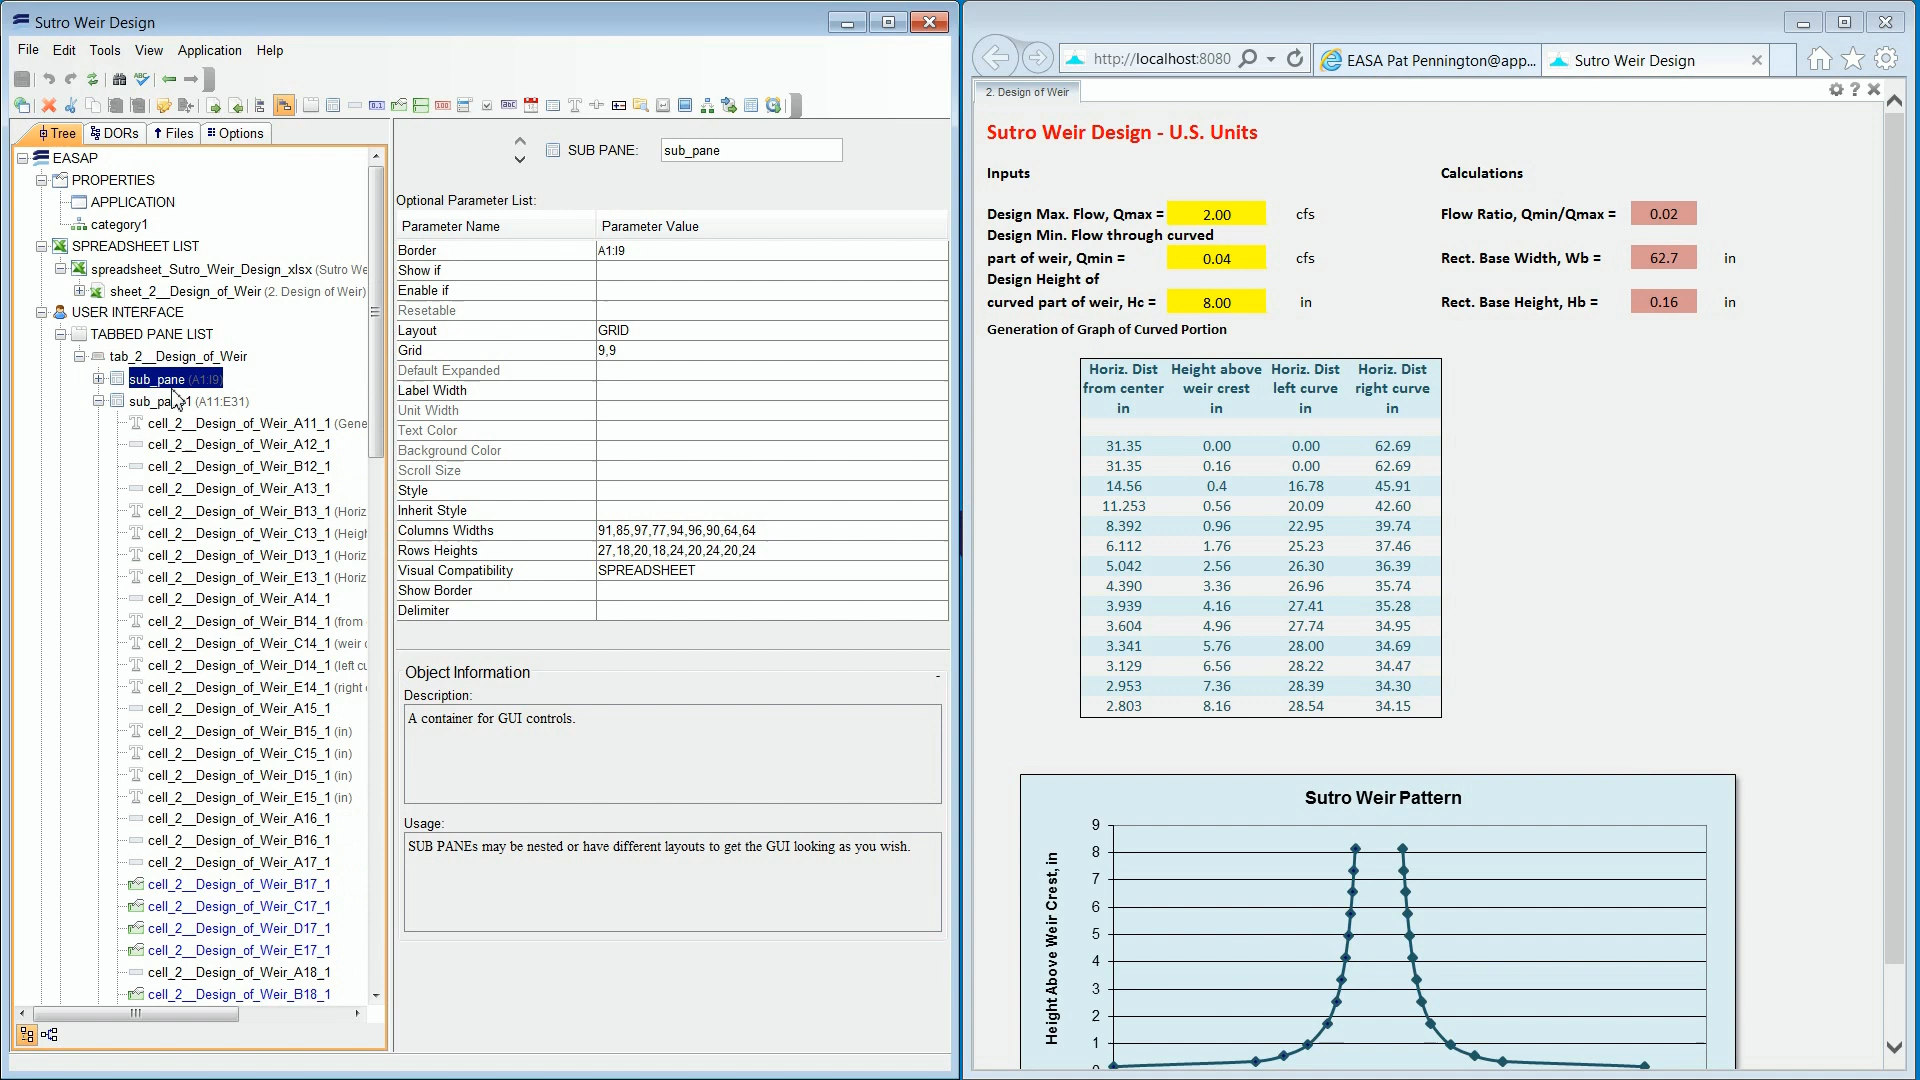 Sutro Weir Design
File Edit Tools View Application Help
Tree DORs Files Options
EASAP
PROPERTIES
APPLICATION
category1
SPREADSHEET LIST
spreadsheet_Sutro_Weir_Design_xlsx (Sutro We
sheet_2__Design_of_Weir (2. Design of Weir)
USER INTERFACE
TABBED PANE LIST
tab_2__Design_of_Weir
sub_pane (A1:I9)
sub_pane1 (A11:E31)
cell_2__Design_of_Weir_A11_1 (Gene
cell_2__Design_of_Weir_A12_1
cell_2__Design_of_Weir_B12_1
cell_2__Design_of_Weir_A13_1
cell_2__Design_of_Weir_B13_1 (Horiz
cell_2__Design_of_Weir_C13_1 (Heigh
cell_2__Design_of_Weir_D13_1 (Horiz
cell_2__Design_of_Weir_E13_1 (Horiz
cell_2__Design_of_Weir_A14_1
cell_2__Design_of_Weir_B14_1 (from
cell_2__Design_of_Weir_C14_1 (weir c
cell_2__Design_of_Weir_D14_1 (left cu
cell_2__Design_of_Weir_E14_1 (right
cell_2__Design_of_Weir_A15_1
cell_2__Design_of_Weir_B15_1 (in)
cell_2__Design_of_Weir_C15_1 (in)
cell_2__Design_of_Weir_D15_1 (in)
cell_2__Design_of_Weir_E15_1 (in)
cell_2__Design_of_Weir_A16_1
cell_2__Design_of_Weir_B16_1
cell_2__Design_of_Weir_A17_1
cell_2__Design_of_Weir_B17_1
cell_2__Design_of_Weir_C17_1
cell_2__Design_of_Weir_D17_1
cell_2__Design_of_Weir_E17_1
cell_2__Design_of_Weir_A18_1
cell_2__Design_of_Weir_B18_1
SUB PANE: sub_pane
Optional Parameter List:
Parameter Name Parameter Value
Border A1:I9
Show if
Enable if
Resetable
Layout GRID
Grid 9,9
Default Expanded
Label Width
Unit Width
Text Color
Background Color
Scroll Size
Style
Inherit Style
Columns Widths 91,85,97,77,94,96,90,64,64
Rows Heights 27,18,20,18,24,20,24,20,24
Visual Compatibility SPREADSHEET
Show Border
Delimiter
Object Information -
Description:
A container for GUI controls.
Usage:
SUB PANEs may be nested or have different layouts to get the GUI looking as you wish.
http://localhost:8080 EASA Pat Pennington@app... Sutro Weir Design
2. Design of Weir
Sutro Weir Design - U.S. Units
Inputs Calculations
Design Max. Flow, Qmax = 2.00 cfs Flow Ratio, Qmin/Qmax = 0.02
Design Min. Flow through curved
part of weir, Qmin = 0.04 cfs Rect. Base Width, Wb = 62.7 in
Design Height of
curved part of weir, Hc = 8.00 in Rect. Base Height, Hb = 0.16 in
Generation of Graph of Curved Portion
Horiz. Dist Height above Horiz. Dist Horiz. Dist
from center weir crest left curve right curve
in in in in
31.35 0.00 0.00 62.69
31.35 0.16 0.00 62.69
14.56 0.4 16.78 45.91
11.253 0.56 20.09 42.60
8.392 0.96 22.95 39.74
6.112 1.76 25.23 37.46
5.042 2.56 26.30 36.39
4.390 3.36 26.96 35.74
3.939 4.16 27.41 35.28
3.604 4.96 27.74 34.95
3.341 5.76 28.00 34.69
3.129 6.56 28.22 34.47
2.953 7.36 28.39 34.30
2.803 8.16 28.54 34.15
Sutro Weir Pattern
Height Above Weir Crest, in
9
8
7
6
5
4
3
2
1
0